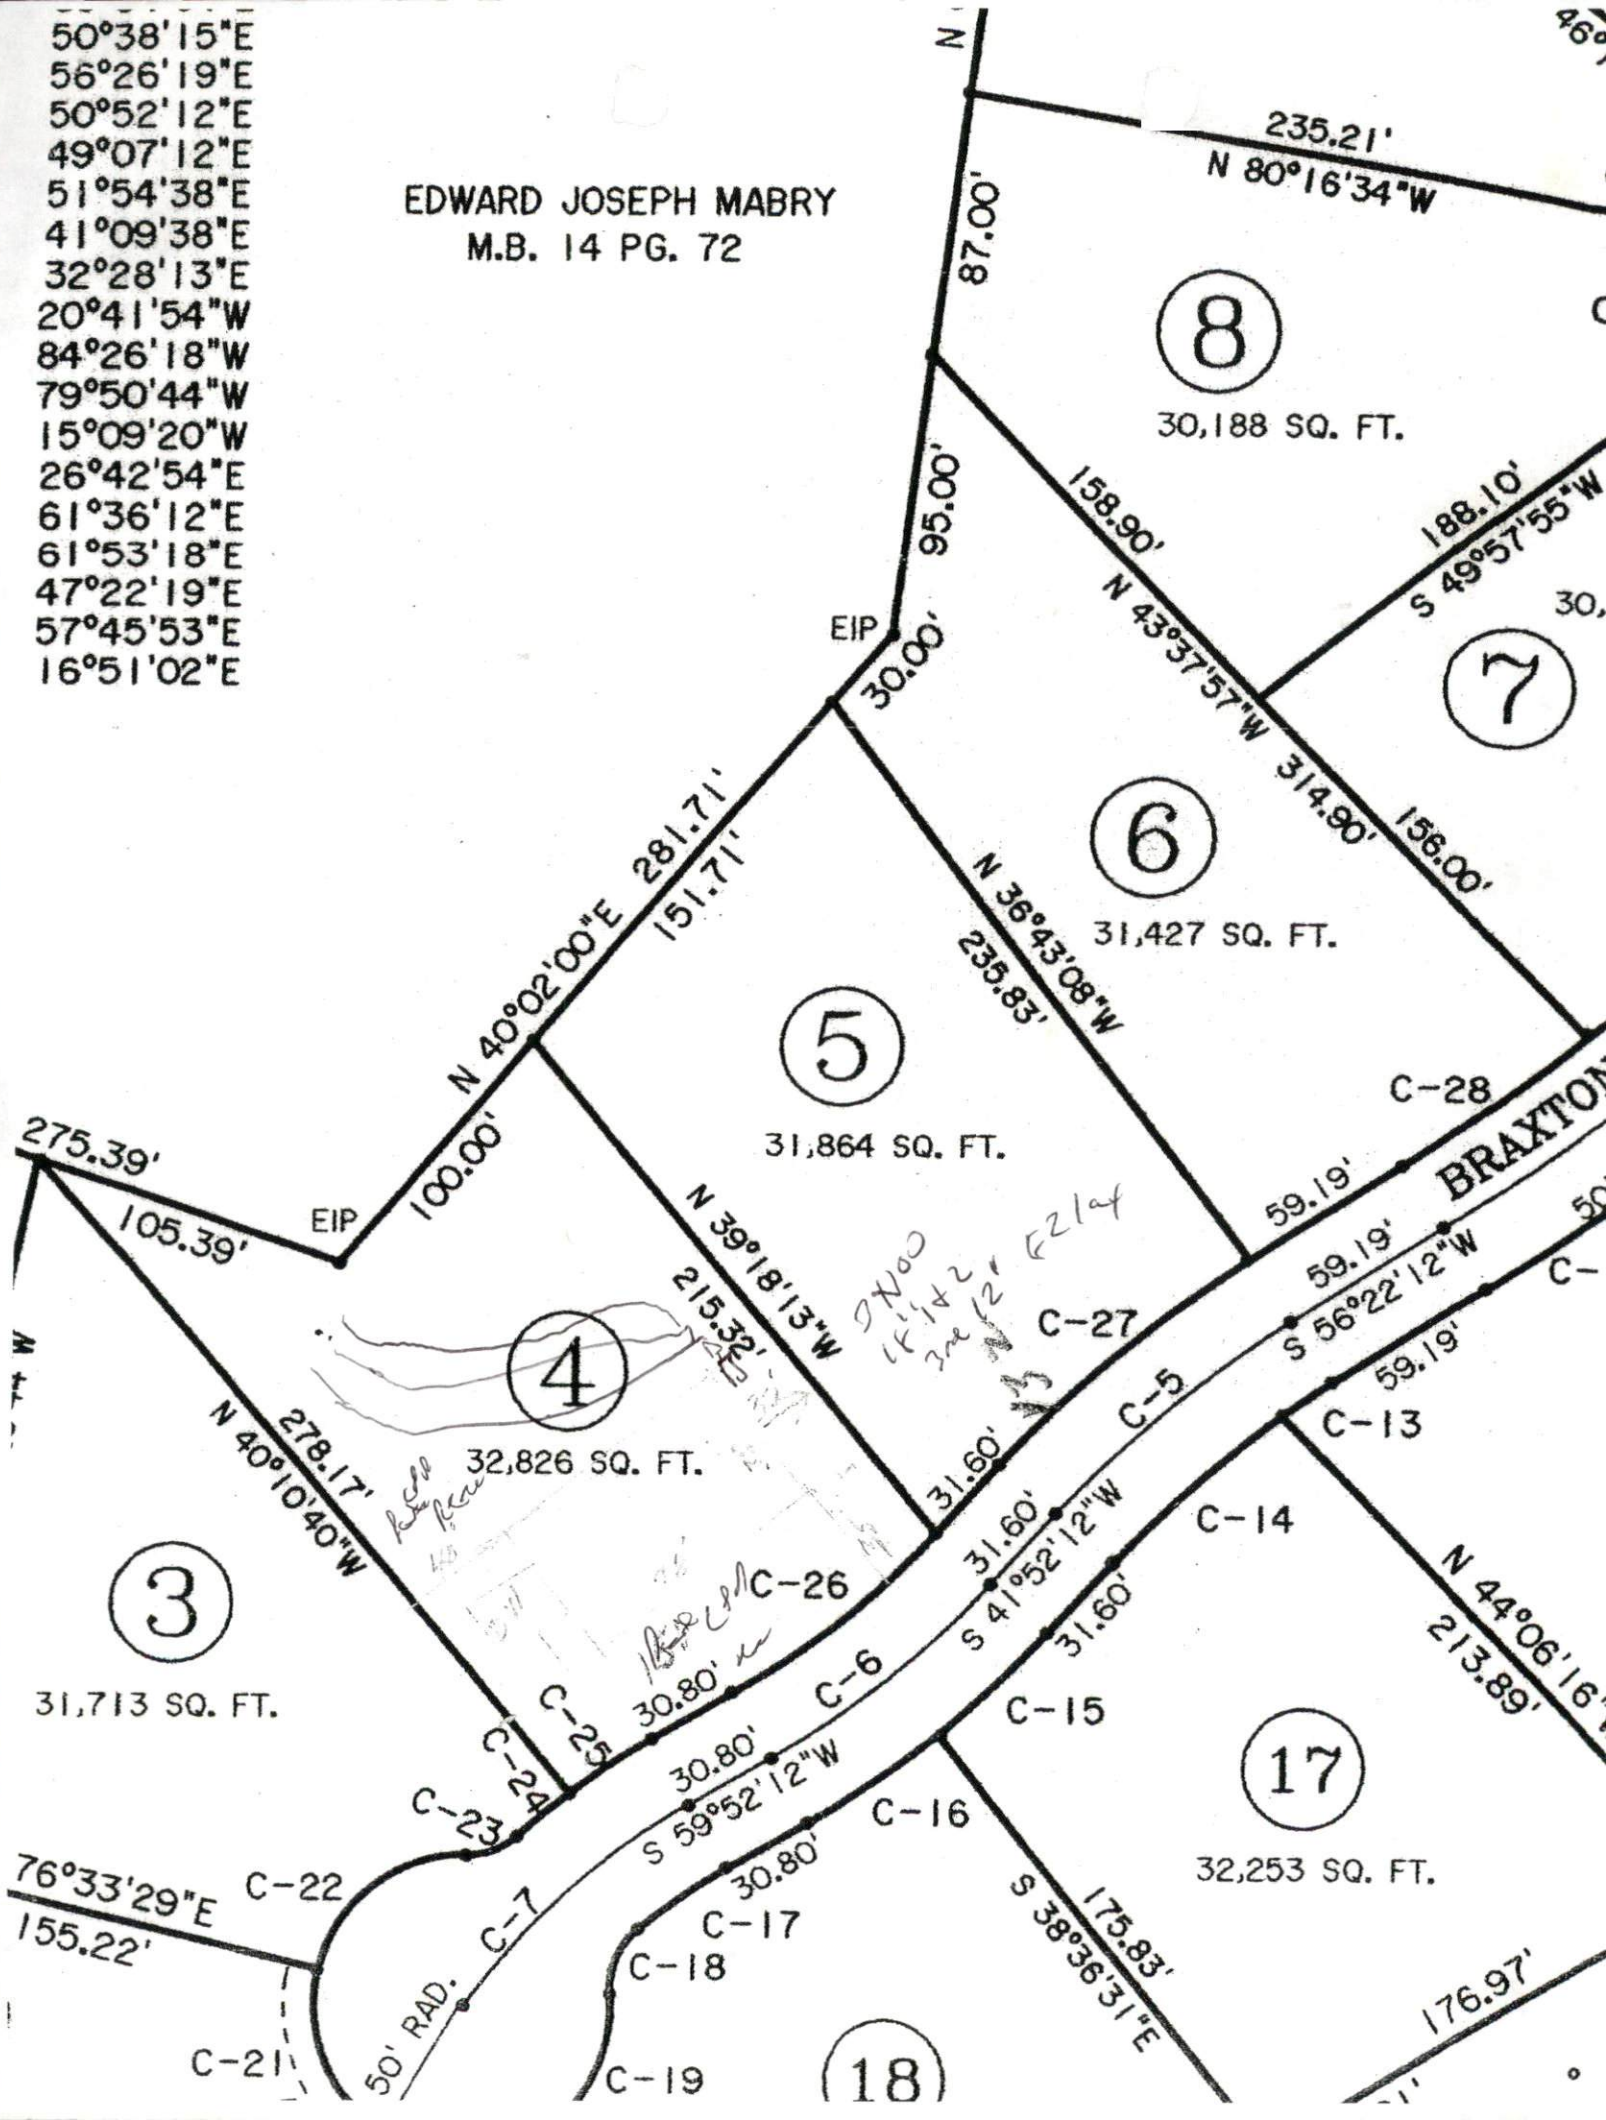 50°38'15"E
56°26'19"E
50°52'12"E
49°07'12"E
51°54'38"E
41°09'38"E
32°28'13"E
20°41'54"W
84°26'18"W
79°50'44"W
15°09'20"W
26°42'54"E
61°36'12"E
61°53'18"E
47°22'19"E
57°45'53"E
16°51'02"E
EDWARD JOSEPH MABRY
M.B. 14 PG. 72
N
46°
235.21'
N 80°16'34"W
87.00'
8
30,188 SQ. FT.
95.00'
158.90'
N 43°37'57"W
314.90'
156.00'
188.10'
S 49°57'55"W
30,
7
EIP
30.00'
281.71'
N 40°02'00"E
151.71'
6
31,427 SQ. FT.
N 36°43'08"W
235.83'
5
31,864 SQ. FT.
C-28
BRAXTON
275.39'
105.39'
EIP
100.00'
N 39°18'13"W
215.32'
59.19'
50'
C-
59.19'
S 56°22'12"W
59.19'
C-27
C-5
C-13
4
32,826 SQ. FT.
278.17'
N 40°10'40"W
31.60'
31.60'
S 41°52'12"W
31.60'
C-14
N 44°06'16"
213.89'
3
31,713 SQ. FT.
C-26
C-25
C-24
30.80'
C-6
C-15
30.80'
S 59°52'12"W
30.80'
C-16
17
32,253 SQ. FT.
C-23
C-22
76°33'29"E
155.22'
C-7
C-17
C-18
S 38°36'31"E
175.83'
176.97'
50' RAD.
C-21
C-19
18